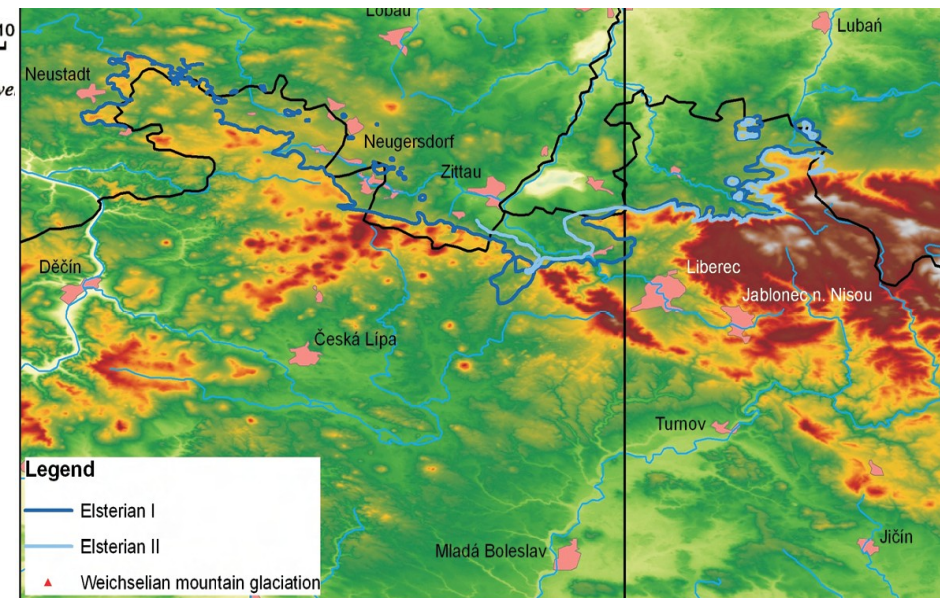 10
Löbau
Lubań
Neustadt
Neugersdorf
Zittau
Děčín
Liberec
Jablonec n. Nisou
Česká Lípa
Turnov
Legend
Elsterian I
Elsterian II
Weichselian mountain glaciation
Mladá Boleslav
Jičín